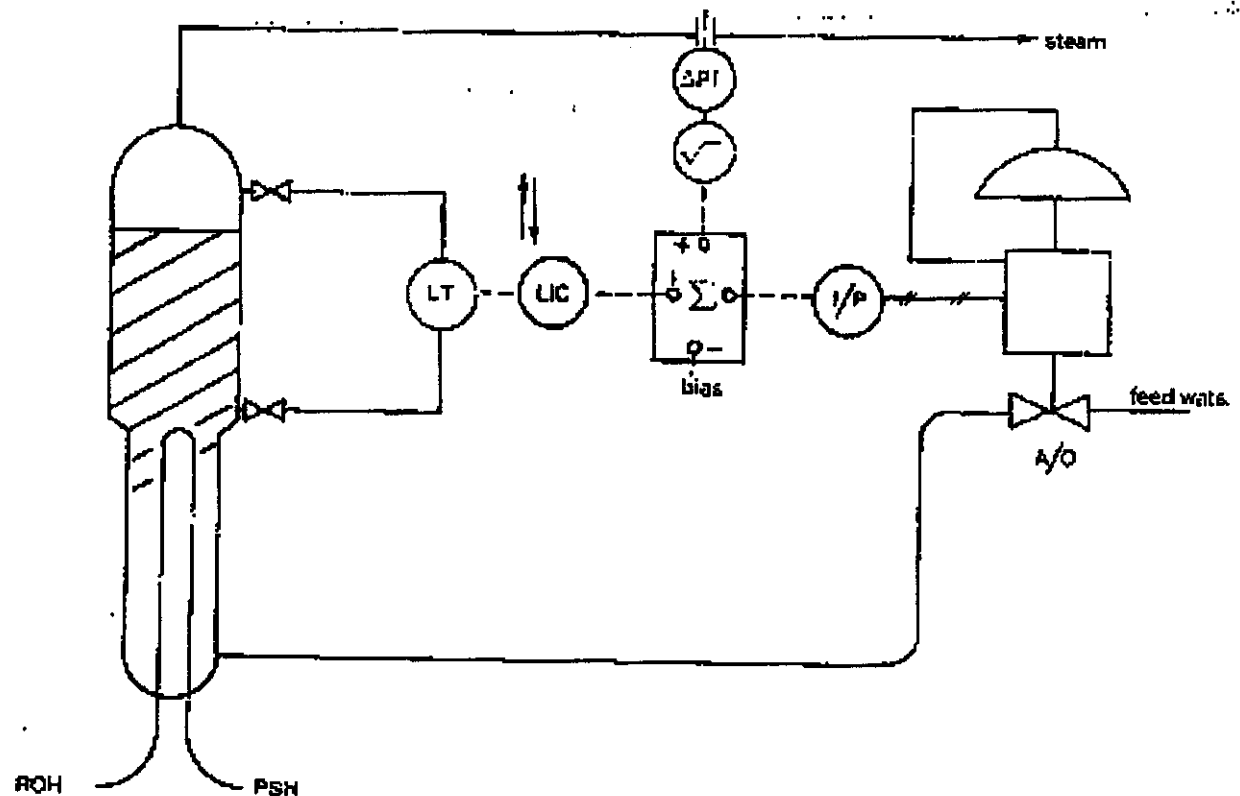 steam
ΔPT
√
+
LT
LIC
Σ
I/P
-
bias
feed wate.
A/O
ROH
PSH